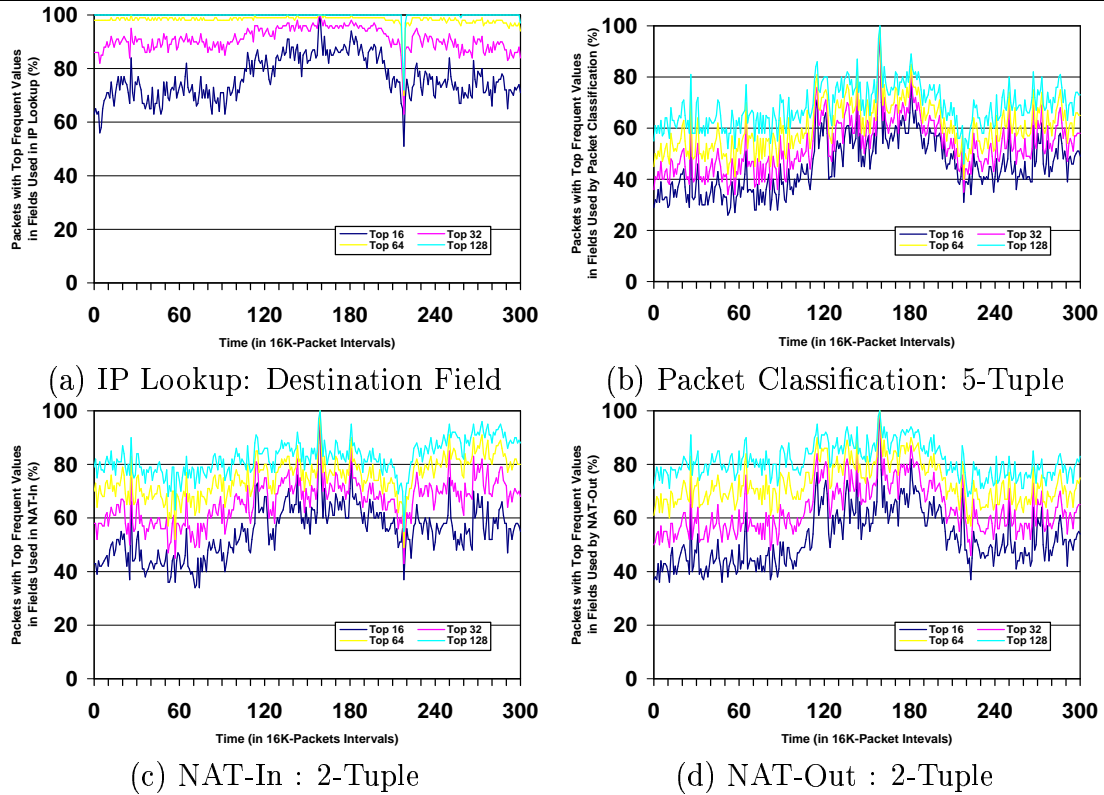 Packets with Top Frequent Values
in Fields Used in IP Lookup (%)
100
80
60
40
20
0
Top 16 Top 32
Top 64 Top 128
0 60 120 180 240 300
Time (in 16K-Packet Intervals)
(a) IP Lookup: Destination Field
Packets with Top Frequent Values
in Fields Used by Packet Classification (%)
100
80
60
40
20
0
Top 16 Top 32
Top 64 Top 128
0 60 120 180 240 300
Time (in 16K-Packet Intervals)
(b) Packet Classification: 5-Tuple
Packets with Top Frequent Values
in Fields Used in NAT-In (%)
100
80
60
40
20
0
Top 16 Top 32
Top 64 Top 128
0 60 120 180 240 300
Time (in 16K-Packets Intervals)
(c) NAT-In : 2-Tuple
Packets with Top Frequent Values
in Fields Used by NAT-Out (%)
100
80
60
40
20
0
Top 16 Top 32
Top 64 Top 128
0 60 120 180 240 300
Time (in 16K-Packet Intervals)
(d) NAT-Out : 2-Tuple